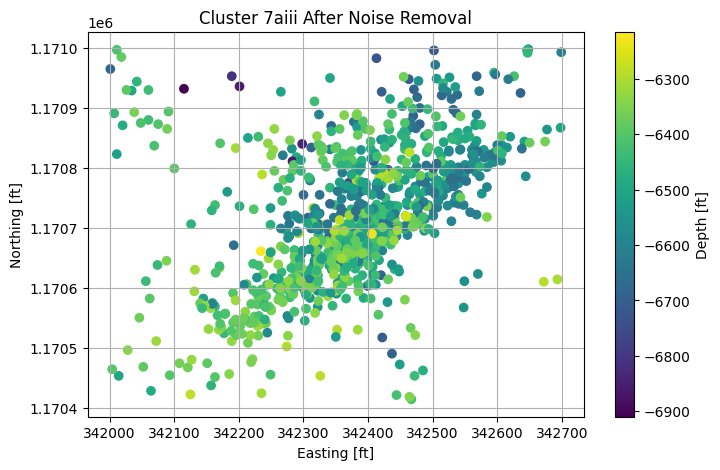 Cluster 7aiii After Noise Removal
1e6
1.1710
1.1709
1.1708
1.1707
1.1706
1.1705
1.1704
Northing [ft]
342000 342100 342200 342300 342400 342500 342600 342700
Easting [ft]
−6300
−6400
−6500
−6600
−6700
−6800
−6900
Depth [ft]